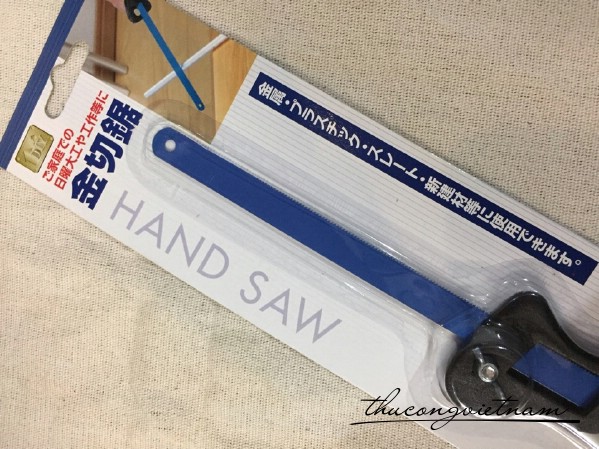 ご家庭での
日曜大工や工作等に
金切鋸
HAND SAW
金属・プラスチック・スレート・新建材等に使用できます。
thucongvietnam